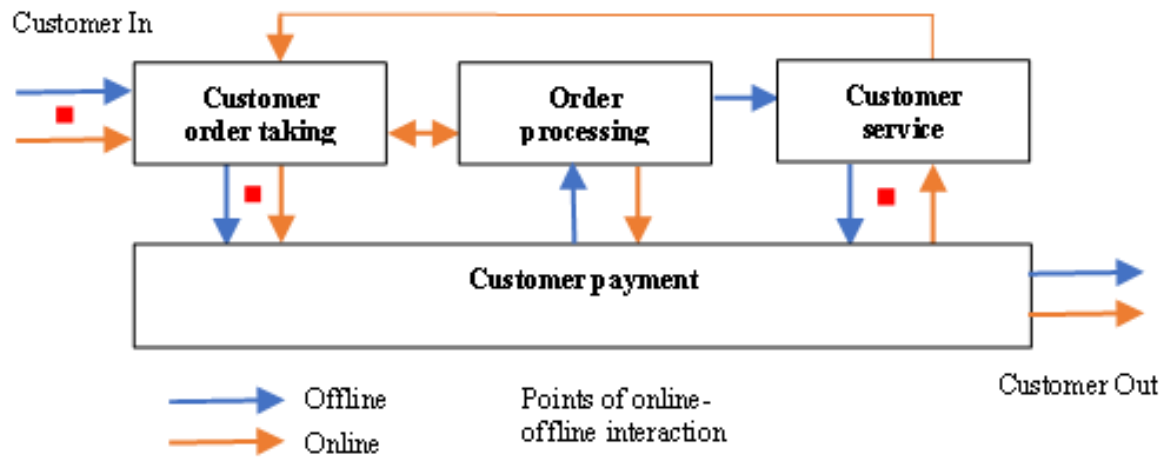 Customer In
Customer
order taking
Order
processing
Customer
service
Customer payment
Customer Out
Offline
Online
Points of online-
offline interaction